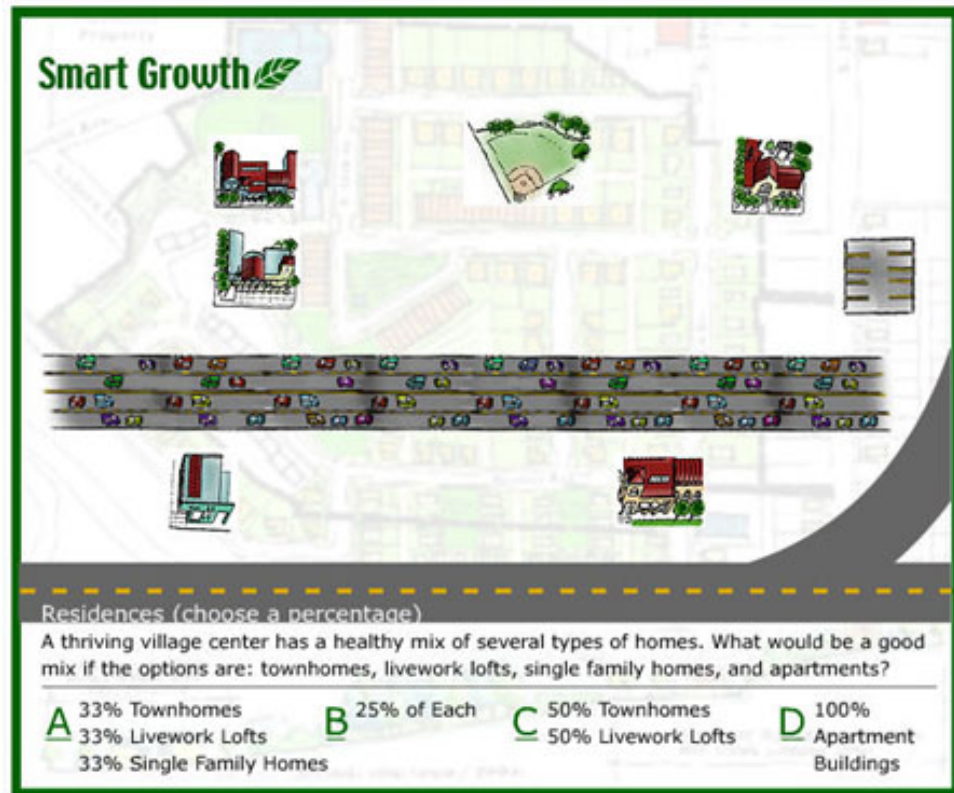 Smart Growth
Residences (choose a percentage)
A thriving village center has a healthy mix of several types of homes. What would be a good
mix if the options are: townhomes, livework lofts, single family homes, and apartments?
A 33% Townhomes
33% Livework Lofts
33% Single Family Homes
B 25% of Each
C 50% Townhomes
50% Livework Lofts
D 100%
Apartment
Buildings